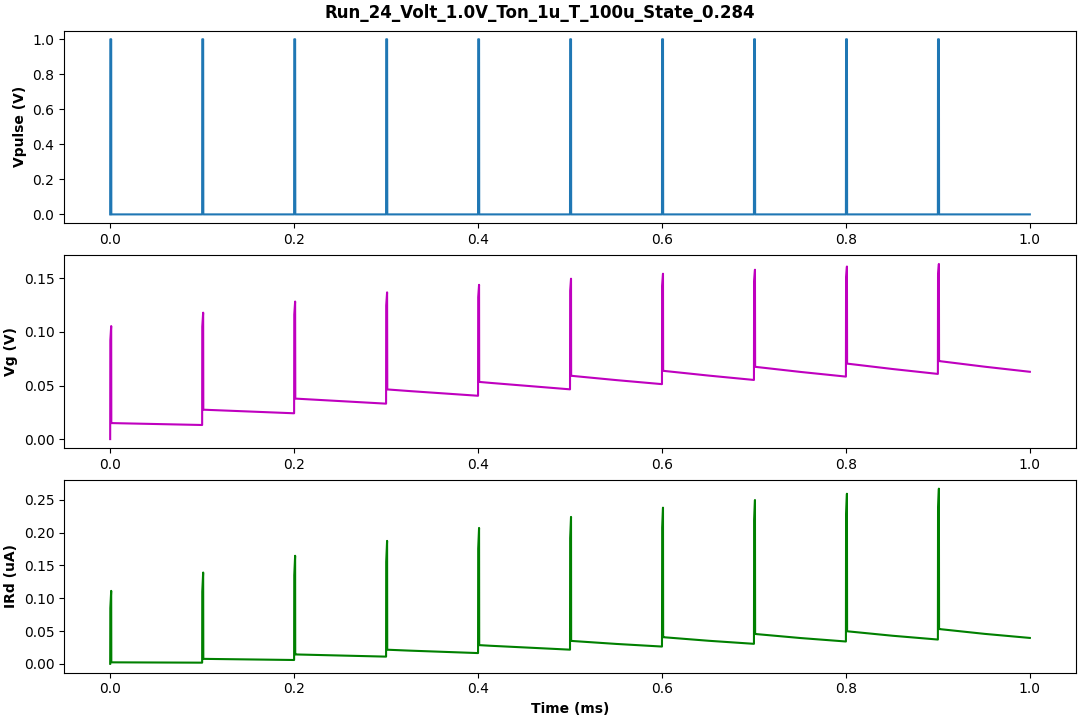 Run_24_Volt_1.0V_Ton_1u_T_100u_State_0.284
Vpulse (V)
1.0
0.8
0.6
0.4
0.2
0.0
0.0 0.2 0.4 0.6 0.8 1.0
Vg (V)
0.15
0.10
0.05
0.00
0.0 0.2 0.4 0.6 0.8 1.0
IRd (uA)
0.25
0.20
0.15
0.10
0.05
0.00
0.0 0.2 0.4 0.6 0.8 1.0
Time (ms)